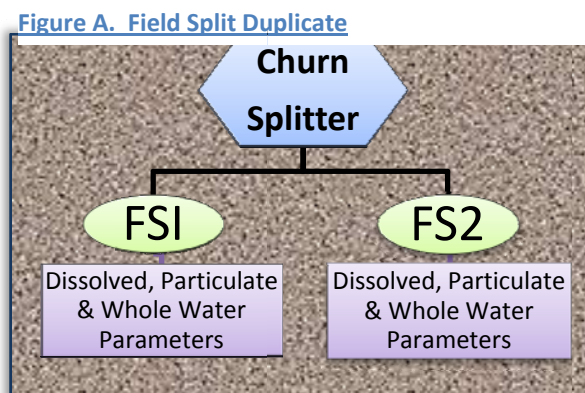 Figure A. Field Split Duplicate
Churn
Splitter
FSI
FS2
Dissolved, Particulate
& Whole Water
Parameters
Dissolved, Particulate
& Whole Water
Parameters